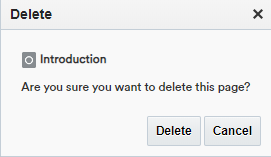 Delete
Introduction
Are you sure you want to delete this page?
Delete Cancel